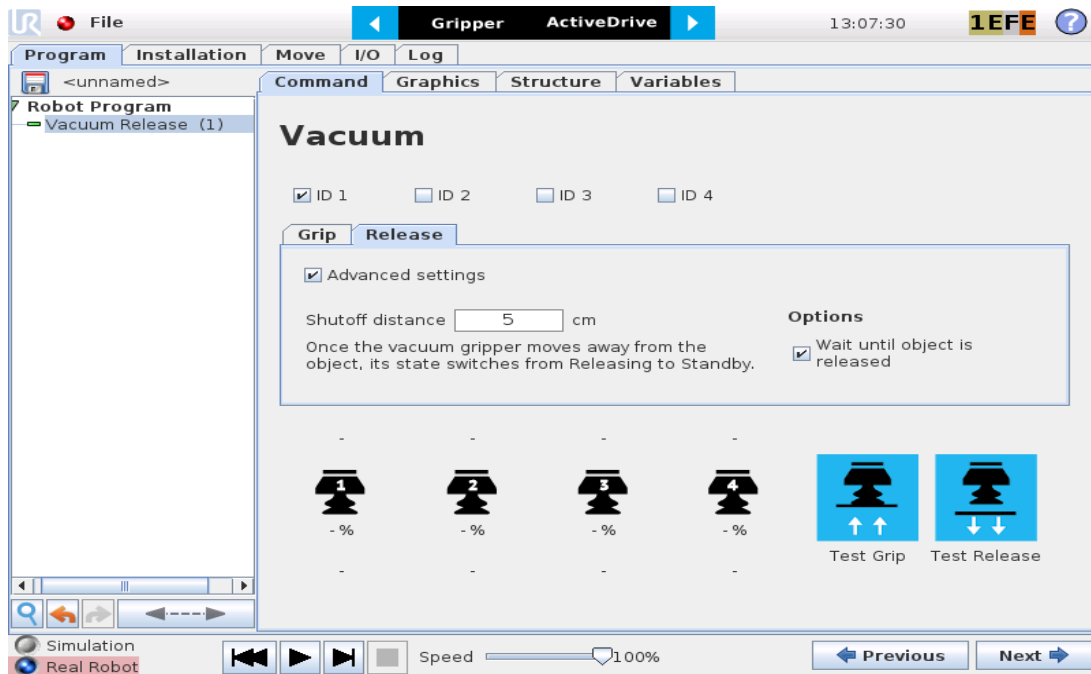 UR File Gripper ActiveDrive 13:07:30 1EFE ?
Program Installation Move I/O Log
<unnamed> Command Graphics Structure Variables
Robot Program
Vacuum Release (1)
Vacuum
ID 1 ID 2 ID 3 ID 4
Grip Release
Advanced settings
Shutoff distance 5 cm
Once the vacuum gripper moves away from the
object, its state switches from Releasing to Standby.
Options
Wait until object is
released
- - - -
1 2 3 4
- % - % - % - %
Test Grip Test Release
- - - -
Simulation
Real Robot
Speed 100% Previous Next